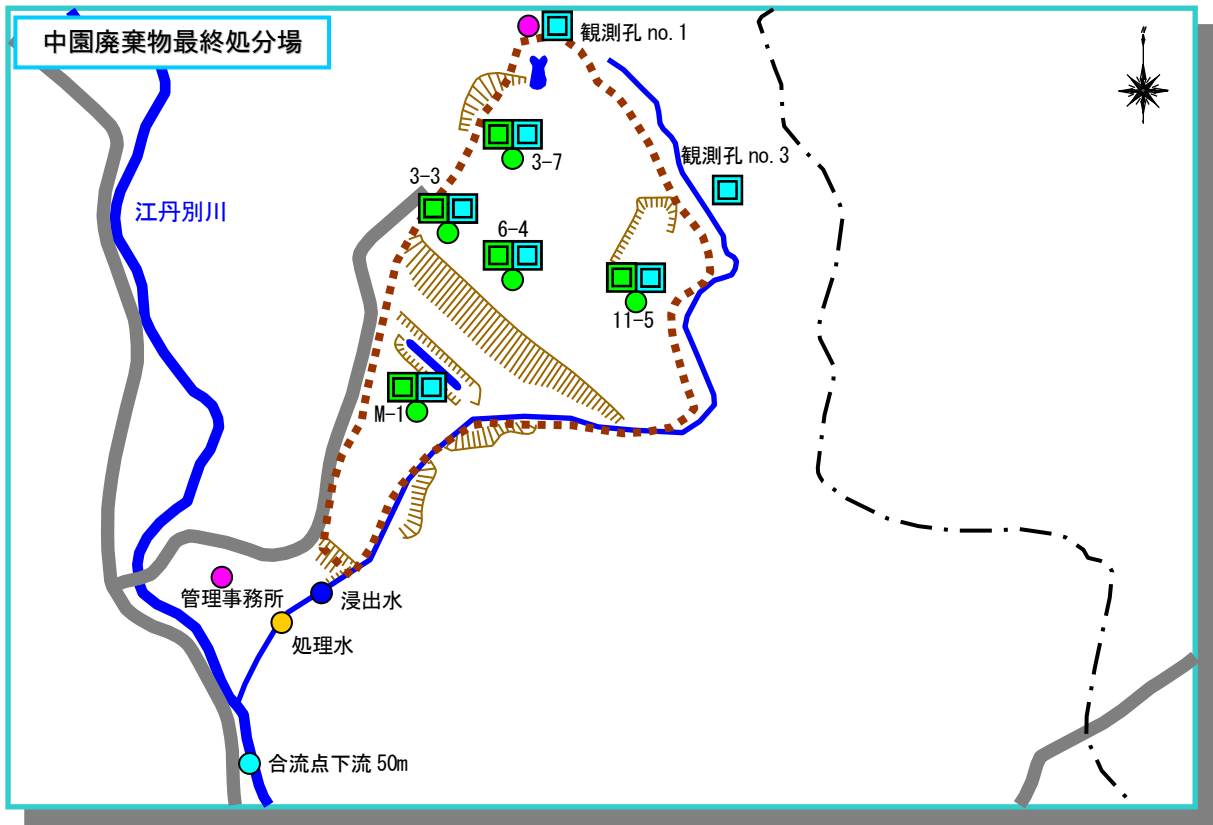 中園廃棄物最終処分場
観測孔 no.1
観測孔 no.3
3-7
3-3
江丹別川
6-4
11-5
M-1
管理事務所
浸出水
処理水
合流点下流 50m